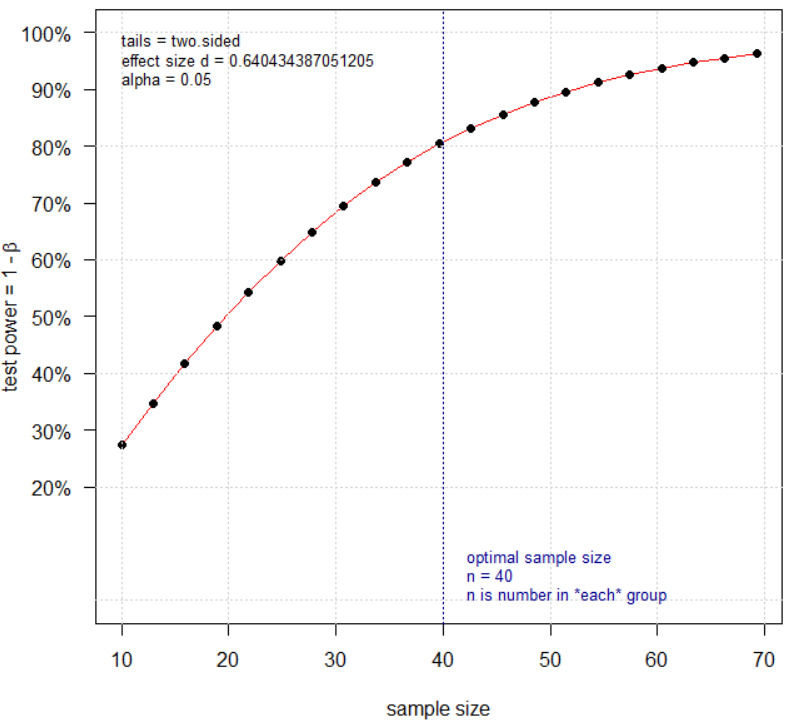 100%
90%
80%
70%
60%
50%
40%
30%
20%
test power = 1 - β
tails = two.sided
effect size d = 0.640434387051205
alpha = 0.05
optimal sample size
n = 40
n is number in *each* group
10 20 30 40 50 60 70
sample size